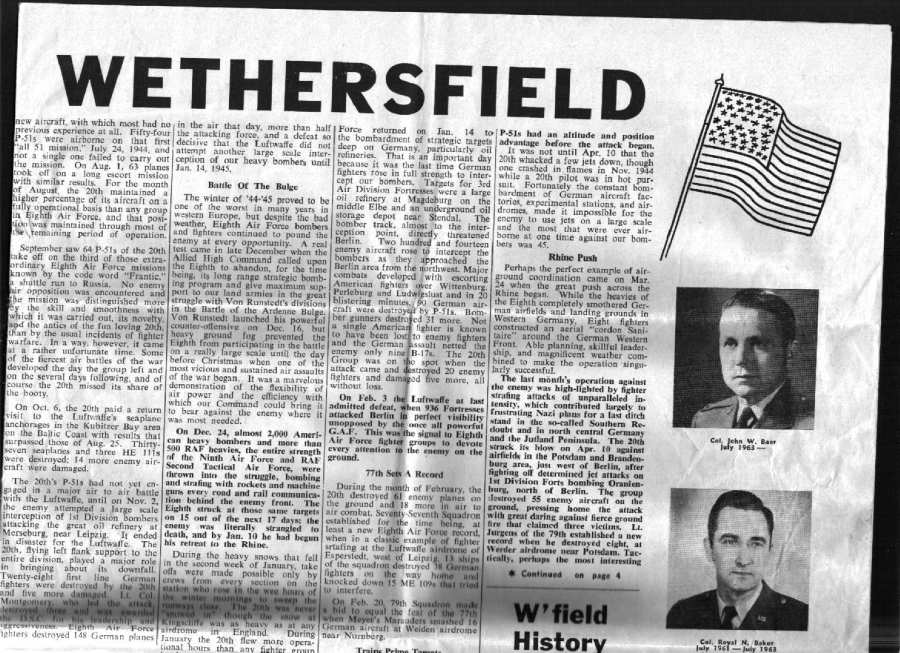 WETHERSFIELD
new aircraft, with which most had no
previous experience at all. Fifty-four
P-51s were airborne on that first
"all 51 mission," July 24, 1944, and
not a single one failed to carry out
the mission. On Aug. 1, 63 planes
took off on a long escort mission
with similar results. For the month
of August, the 20th maintained a
higher percentage of its aircraft on a
fully operational basis than any group
in Eighth Air Force, and that posi-
tion was maintained through most of
the remaining period of operation.
September saw 64 P-51s of the 20th
take off on the third of those extra-
ordinary Eighth Air Force missions
known by the code word "Frantic,"
a shuttle run to Russia. No enemy
air opposition was encountered and
the mission was distinguished more
by the skill and smoothness with
which it was carried out, its novelty,
and the antics of the fun loving 20th,
than by the usual incidents of fighter
warfare. In a way, however, it came
at a rather unfortunate time. Some
of the fiercest air battles of the war
developed the day the group left and
on the several days following, and of
course the 20th missed its share of
the booty.
On Oct. 6, the 20th paid a return
visit to the Luftwaffe's seaplane
anchorages in the Kubitzer Bay area
on the Baltic Coast with results that
surpassed those of Aug. 25. Thirty-
seven seaplanes and three HE 111s
were destroyed; 14 more enemy air-
craft were damaged.
The 20th's P-51s had not yet en-
gaged in a major air to air battle
with the Luftwaffe, until on Nov. 2,
the enemy attempted a large scale
interception of 1st Division bombers
attacking the great oil refinery at
Merseburg, near Leipzig. It ended
in disaster for the Luftwaffe. The
20th, flying left flank support to the
entire division, played a major role
in bringing about its downfall.
Twenty-eight first line German
fighters were destroyed by the 20th
and five more damaged. Lt. Col.
Montgomery, who led the attack
destroyed three and was awarded
aggressiveness. Eighth Air Force
fighters destroyed 148 German planes
in the air that day, more than half
the attacking force, and a defeat so
decisive that the Luftwaffe did not
attempt another large scale inter-
ception of our heavy bombers until
Jan. 14, 1945.
Battle Of The Bulge
The winter of '44-'45 proved to be
one of the worst in many years in
western Europe, but despite the bad
weather, Eighth Air Force bombers
and fighters continued to pound the
enemy at every opportunity. A real
test came in late December when the
Allied High Command called upon
the Eighth to abandon, for the time
being, its long range strategic bomb-
ing program and give maximum sup-
port to our land armies in the great
struggle with Von Runstedt's divisions
in the Battle of the Ardenne Bulge.
Von Runstedt launched his powerful
counter-offensive on Dec. 16, but
heavy ground fog prevented the
Eighth from participating in the battle
on a really large scale until the day
before Christmas when one of the
most vicious and sustained air assaults
of the war began. It was a marvelous
demonstration of the flexibility of
air power and the efficiency with
which our Command could bring it
to bear against the enemy where it
was most needed.
On Dec. 24, almost 2,000 Ameri-
can heavy bombers and more than
500 RAF heavies, the entire strength
of the Ninth Air Force and RAF
Second Tactical Air Force, were
thrown into the struggle, bombing
and strafing with rockets and machine
guns every road and rail communica-
tion behind the enemy front. The
Eighth struck at those same targets
on 15 out of the next 17 days; the
enemy was literally strangled to
death, and by Jan. 10 he had begun
his retreat to the Rhine.
During the heavy snows that fell
in the second week of January, take
offs were made possible only by
crews from every section on the
station who rose in the wee hours of
the winter mornings to sweep the
runways clear. The 20th was never
"snowed in" though the snow at
Kingscliffe was as heavy as at any
airdrome in England. During
January the 20th flew more opera-
tional hours than any fighter group
Force returned on Jan. 14 to
the bombardment of strategic targets
deep on Germany, particularly oil
refineries. That is an important day
because it was the last time German
fighters rose in full strength to inter-
cept our bombers. Targets for 3rd
Air Division Fortresses were a large
oil refinery at Magdeburg on the
middle Elbe and an underground oil
storage depot near Stendal. The
bomber track, almost to the inter-
ception point, directly threatened
Berlin. Two hundred and fourteen
enemy aircraft rose to intercept the
bombers as they approached the
Berlin area from the northwest. Major
combats developed with escorting
American fighters over Wittenburg,
Perleburg and Ludwigslust and in 20
blistering minutes, 90 German air-
craft were destroyed by P-51s. Bom-
ber gunners destroyed 31 more. Not
a single American fighter is known
to have been lost to enemy fighters
and the German assault netted the
enemy only nine B-17s. The 20th
Group was on the spot when the
attack came and destroyed 20 enemy
fighters and damaged five more, all
without loss.
On Feb. 3 the Luftwaffe at last
admitted defeat, when 936 Fortresses
attacked Berlin in perfect visibility
unopposed by the once all powerful
G.A.F. This was the signal to Eighth
Air Force fighter groups to devote
every attention to the enemy on the
ground.
77th Sets A Record
During the month of February, the
20th destroyed 61 enemy planes on
the ground and 18 more in air to
air combat. Seventy-Seventh Squadron
established for the time being, at
least a new Eighth Air Force record,
when in a classic example of fighter
srtafing at the Luftwaffe airdrome of
Esperstedt, west of Leipzig, 13 ships
of the squadron destroyed 38 German
fighters on the way home and
knocked down 15 ME 109s that tried
to interfere.
On Feb. 20, 79th Squadron made
a bid to equal the feat of the 77th
when Meyer's Marauders smashed 16
German aircraft at Weiden airdrome
near Nurnberg.
Trains Prime Targets
P-51s had an altitude and position
advantage before the attack began.
It was not until Apr. 10 that the
20th whacked a few jets down, though
one crashed in flames in Nov. 1944
while a 20th pilot was in hot pur-
suit. Fortunately the constant bom-
bardment of German aircraft fac-
tories, experimental stations, and air-
dromes, made it impossible for the
enemy to use jets on a large scale
and the most that were ever air-
borne at one time against our bom-
bers was 45.
Rhine Push
Perhaps the perfect example of air-
ground coordination came on Mar.
24 when the great push across the
Rhine began. While the heavies of
the Eighth completely smothered Ger-
man airfields and landing grounds in
Western Germany, Eight fighters
constructed an aerial "cordon Sani-
taire" around the German Western
Front. Able planning, skillful leader-
ship, and magnificent weather com-
bined to make the operation singu-
larly successful.
The last month's operation against
the enemy was high-lighted by fighter
strafing attacks of unparalleled in-
tensity, which contributed largely to
frustrating Nazi plans for a last ditch
stand in the so-called Southern Re-
doubt and in north central Germany
and the Jutland Peninsula. The 20th
struck its blow on Apr. 10 against
airfields in the Potsdam and Branden-
burg area, just west of Berlin, after
fighting off determined jet attacks on
1st Division Forts bombing Oranien-
burg, north of Berlin. The group
destroyed 55 enemy aircraft on the
ground, pressing home the attack
with great daring against fierce ground
fire that claimed three victims. Lt.
Jurgens of the 79th established a new
record when he destroyed eight, at
Werder airdrome near Potsdam. Tac-
tically, perhaps the most interesting
* Continued on page 4
W'field
History
Col. John W. Baer
July 1963 —
Col. Royal N. Baker
July 1961 — July 1963